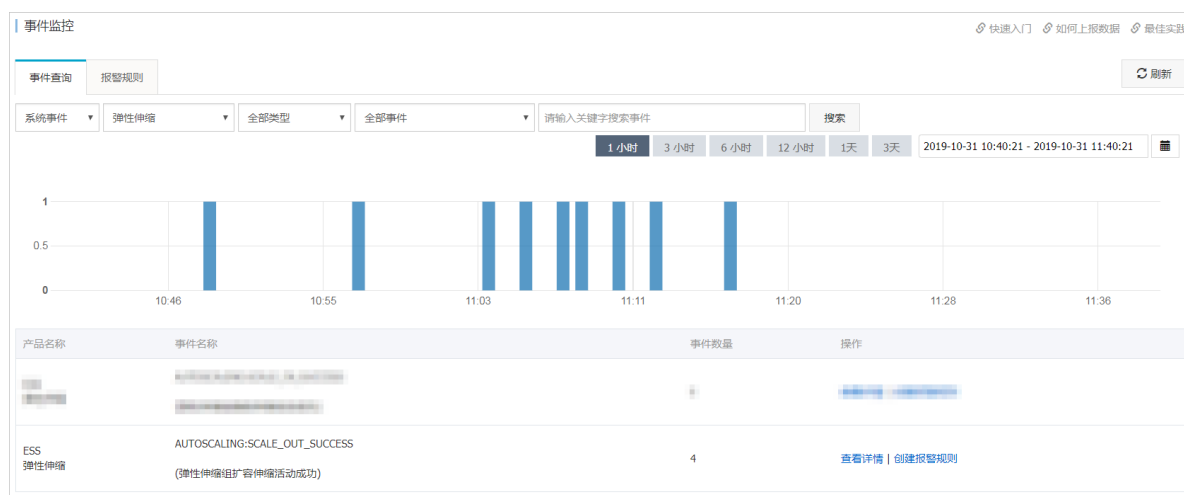 事件监控
快速入门 如何上报数据 最佳实践
事件查询 报警规则
刷新
系统事件 弹性伸缩 全部类型 全部事件 请输入关键字搜索事件 搜索
1 小时 3 小时 6 小时 12 小时 1天 3天 2019-10-31 10:40:21 - 2019-10-31 11:40:21
1
0.5
0
10:46 10:55 11:03 11:11 11:20 11:28 11:36
产品名称 事件名称 事件数量 操作
ESS
弹性伸缩
AUTOSCALING:SCALE_OUT_SUCCESS
(弹性伸缩组扩容伸缩活动成功)
4
查看详情 | 创建报警规则